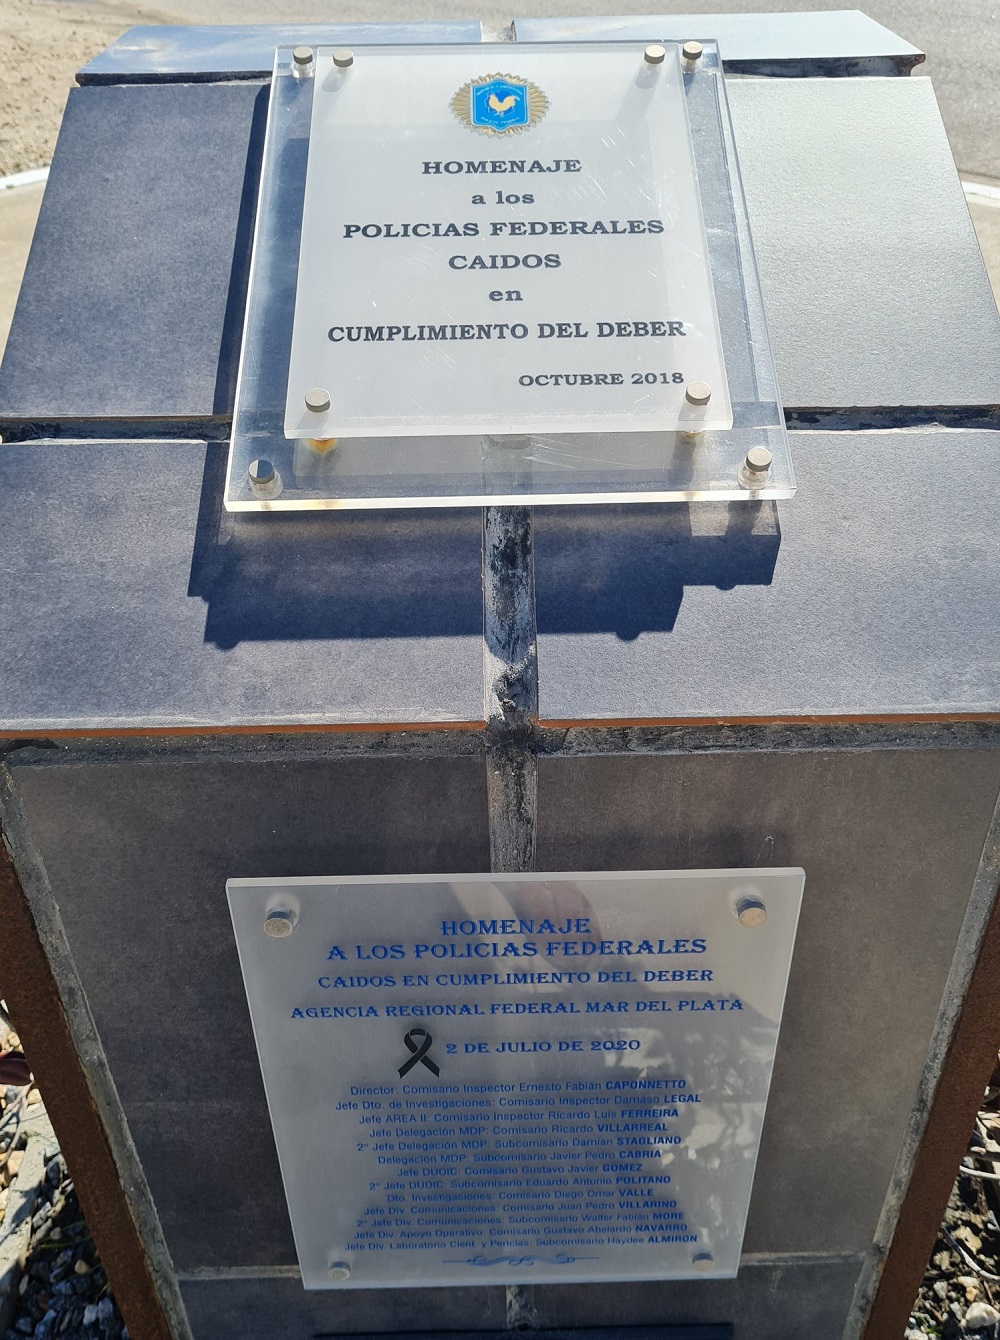 HOMENAJE
a los
POLICIAS FEDERALES
CAIDOS
en
CUMPLIMIENTO DEL DEBER
OCTUBRE 2018
HOMENAJE
A LOS POLICIAS FEDERALES
CAIDOS EN CUMPLIMIENTO DEL DEBER
AGENCIA REGIONAL FEDERAL MAR DEL PLATA
2 DE JULIO DE 2020
Director: Comisario Inspector Ernesto Fabián CAPONNETTO
Jefe Dto. de Investigaciones: Comisario Inspector Damaso LEGAL
Jefe AREA II: Comisario Inspector Ricardo Luis FERREIRA
Jefe Delegación MDP: Comisario Ricardo VILLARREAL
2° Jefe Delegación MDP: Subcomisario Damian STAGLIANO
Delegación MDP: Subcomisario Javier Pedro CABRIA
Jefe DUOIC: Comisario Gustavo Javier GOMEZ
2° Jefe DUOIC: Subcomisario Eduardo Antonio POLITANO
Dto. Investigaciones: Comisario Diego Omar VALLE
Jefe Div. Comunicaciones: Comisario Juan Pedro VILLARINO
2° Jefe Div. Comunicaciones: Subcomisario Walter Fabián MORE
Jefe Div. Apoyo Operativo: Comisario Gustavo Abelardo NAVARRO
Jefe Div. Laboratorio Cient. y Pericias: Subcomisario Haydee ALMIRON